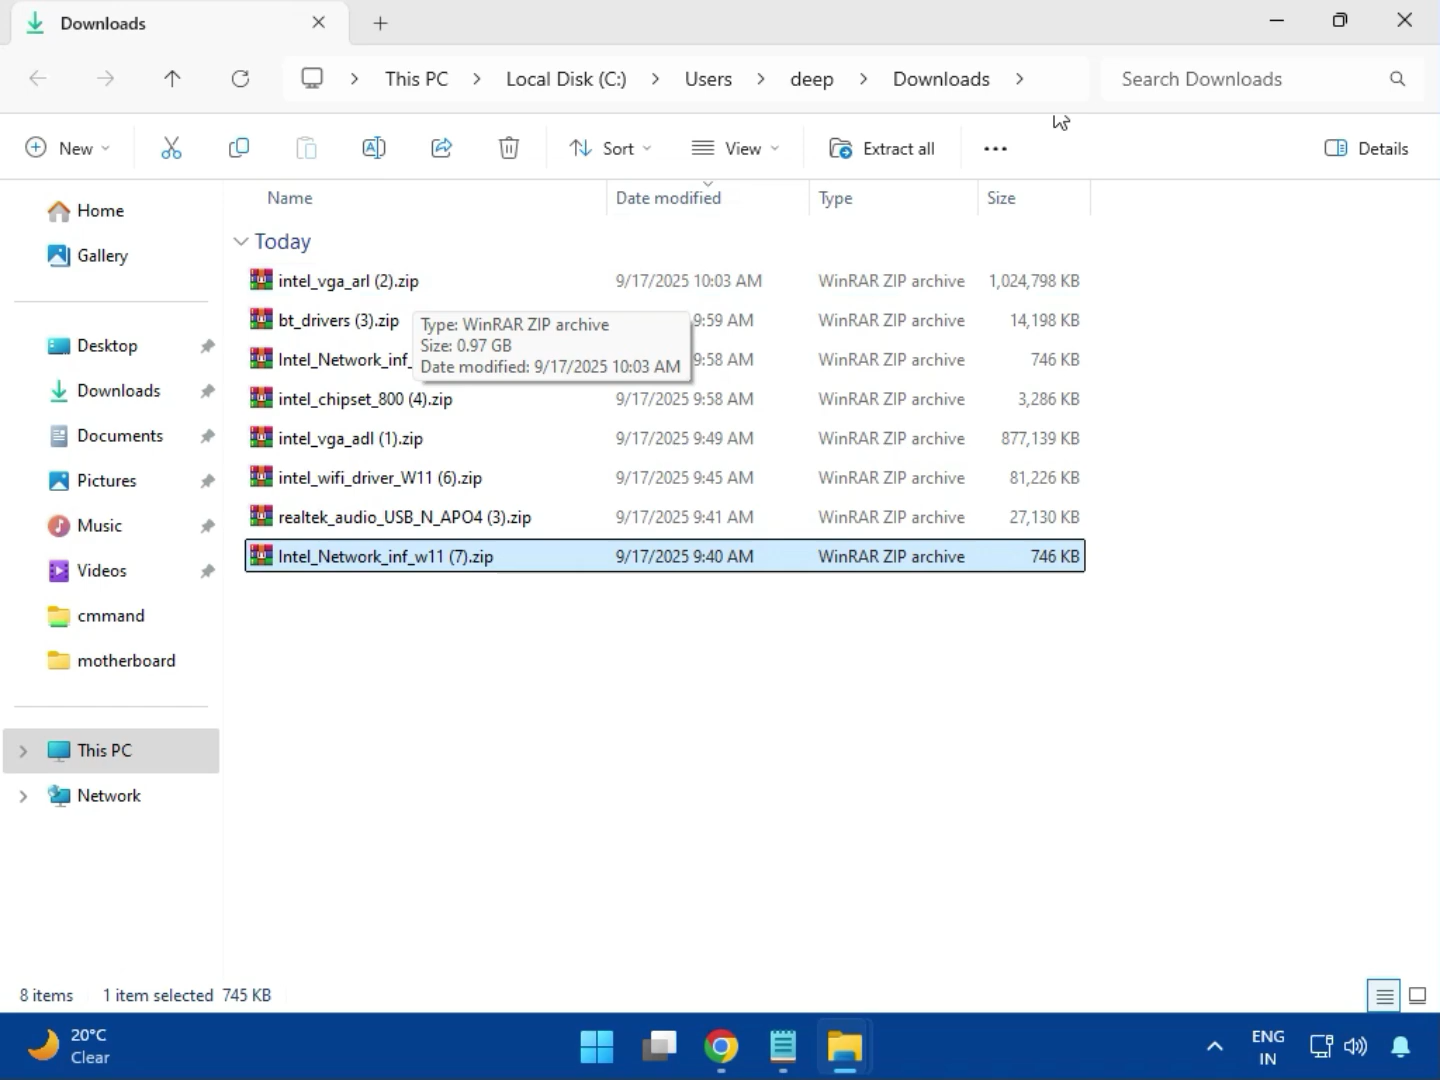 Downloads
This PC
Local Disk (C:)
Users
deep
Downloads
Search Downloads
New
Sort
View
Extract all
Details
Home
Gallery
Desktop
Downloads
Documents
Pictures
Music
Videos
cmmand
motherboard
This PC
Network
Name Date modified Type Size
Today
intel_vga_arl (2).zip 9/17/2025 10:03 AM WinRAR ZIP archive 1,024,798 KB
bt_drivers (3).zip 9:59 AM WinRAR ZIP archive 14,198 KB
Intel_Network_inf_ 9:58 AM WinRAR ZIP archive 746 KB
Type: WinRAR ZIP archive
Size: 0.97 GB
Date modified: 9/17/2025 10:03 AM
intel_chipset_800 (4).zip 9/17/2025 9:58 AM WinRAR ZIP archive 3,286 KB
intel_vga_adl (1).zip 9/17/2025 9:49 AM WinRAR ZIP archive 877,139 KB
intel_wifi_driver_W11 (6).zip 9/17/2025 9:45 AM WinRAR ZIP archive 81,226 KB
realtek_audio_USB_N_APO4 (3).zip 9/17/2025 9:41 AM WinRAR ZIP archive 27,130 KB
Intel_Network_inf_w11 (7).zip 9/17/2025 9:40 AM WinRAR ZIP archive 746 KB
8 items 1 item selected 745 KB
20°C
Clear
ENG
IN